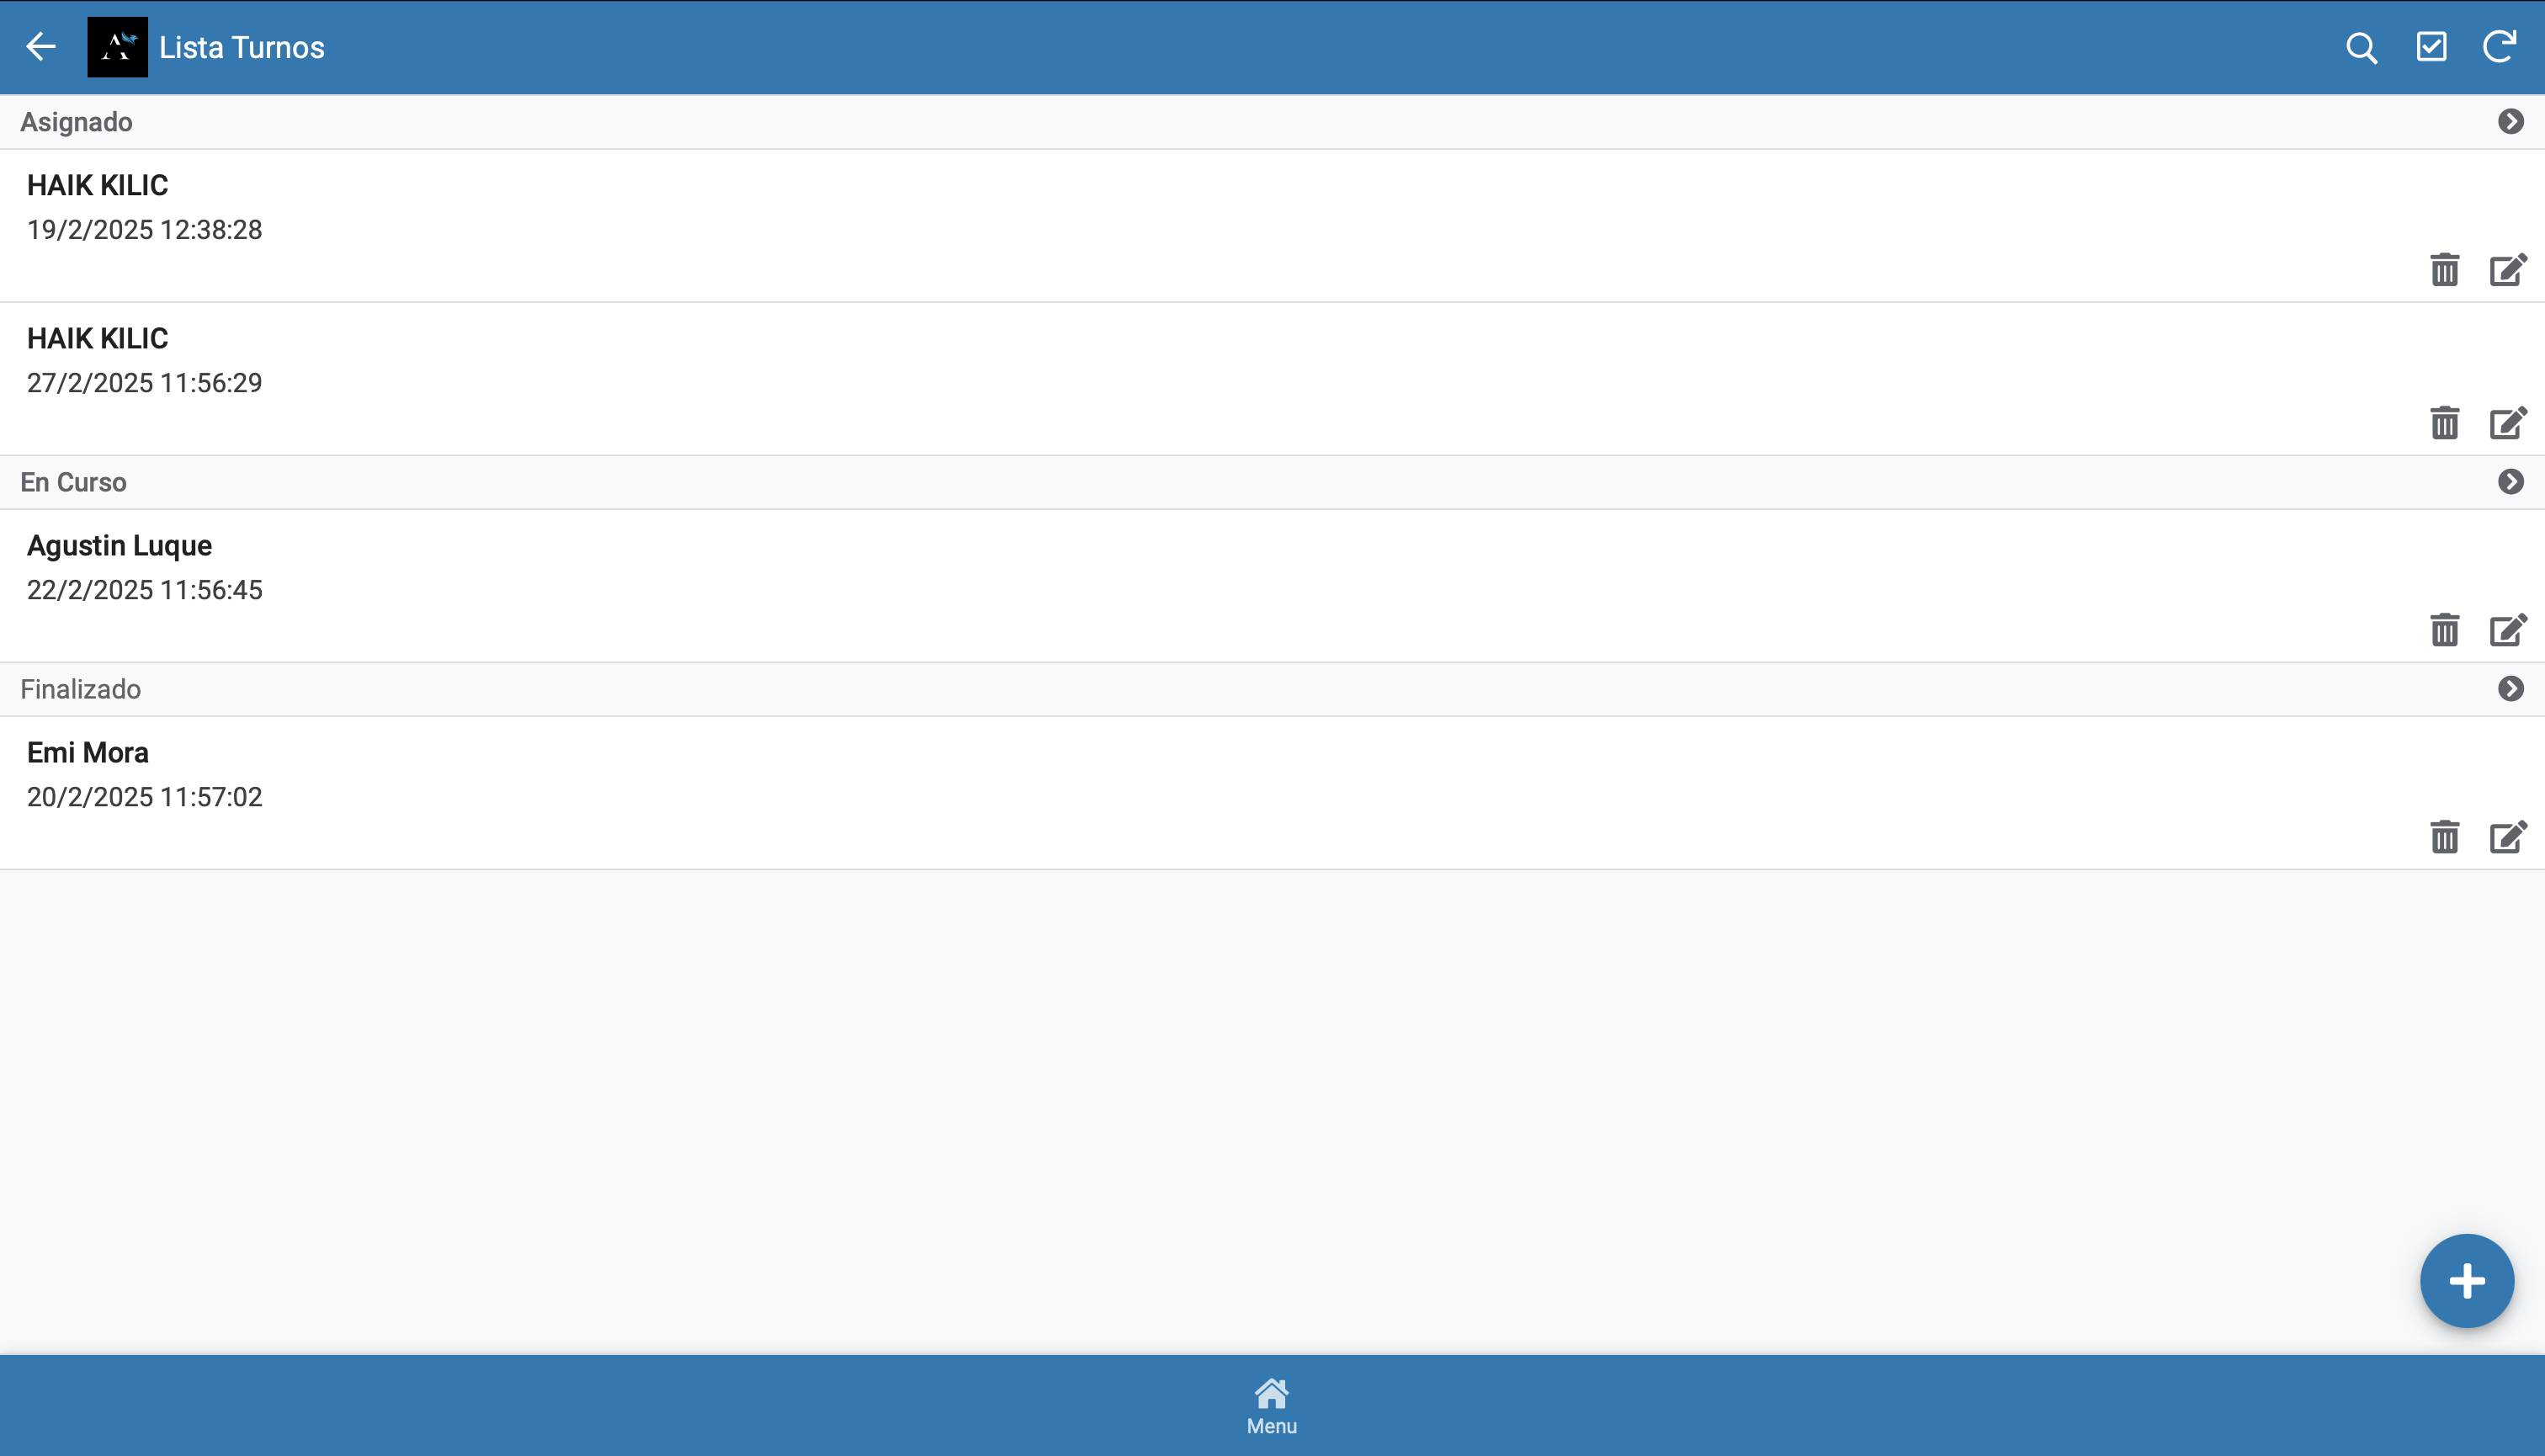 Lista Turnos
Asignado
HAIK KILIC
19/2/2025 12:38:28
HAIK KILIC
27/2/2025 11:56:29
En Curso
Agustin Luque
22/2/2025 11:56:45
Finalizado
Emi Mora
20/2/2025 11:57:02
Menu